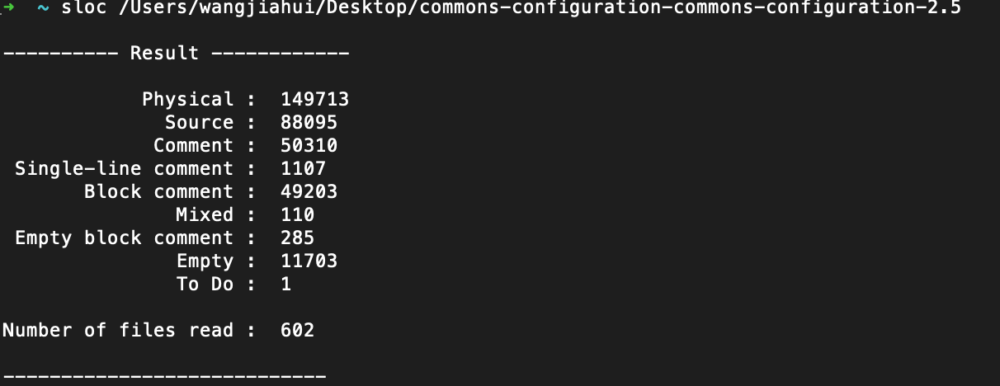 ➜  ~ sloc /Users/wangjiahui/Desktop/commons-configuration-commons-configuration-2.5
---------- Result ------------
Physical :  149713
Source :  88095
Comment :  50310
Single-line comment :  1107
Block comment :  49203
Mixed :  110
Empty block comment :  285
Empty :  11703
To Do :  1
Number of files read :  602
----------------------------